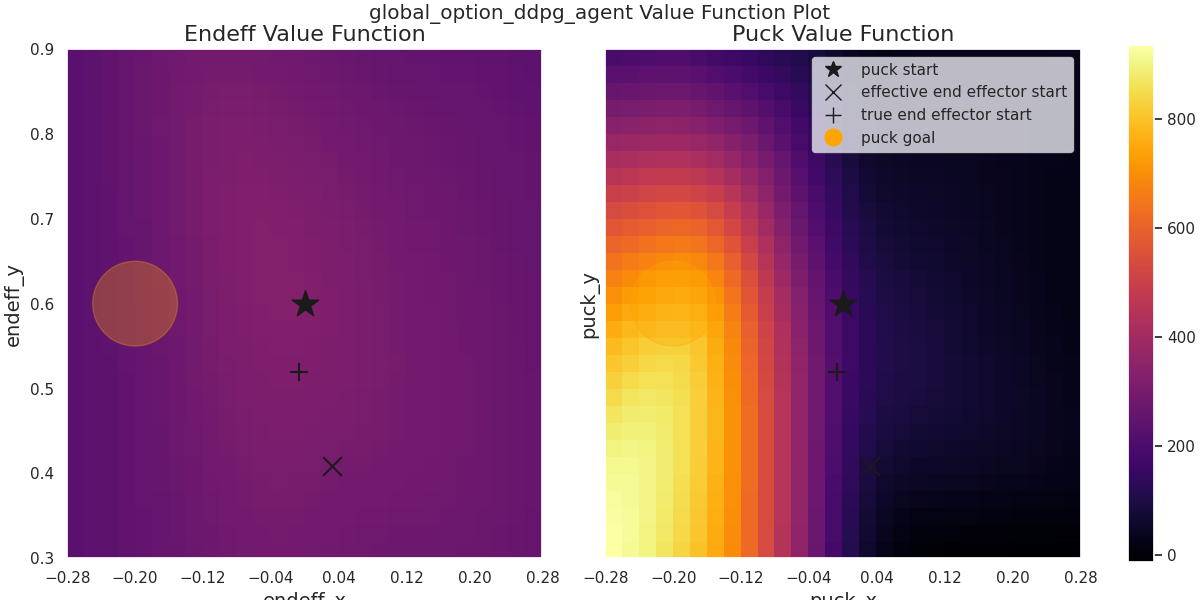 global_option_ddpg_agent Value Function Plot
Endeff Value Function
Puck Value Function
puck start
effective end effector start
true end effector start
puck goal
endeff_y
0.9
0.8
0.7
0.6
0.5
0.4
0.3
−0.28 −0.20 −0.12 −0.04 0.04 0.12 0.20 0.28
endeff_x
puck_y
−0.28 −0.20 −0.12 −0.04 0.04 0.12 0.20 0.28
puck_x
800
600
400
200
0